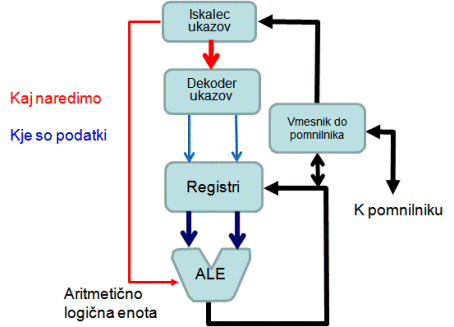 Iskalec
ukazov
Kaj naredimo
Dekoder
ukazov
Kje so podatki
Vmesnik do
pomnilnika
Registri
K pomnilniku
ALE
Aritmetično
logična enota